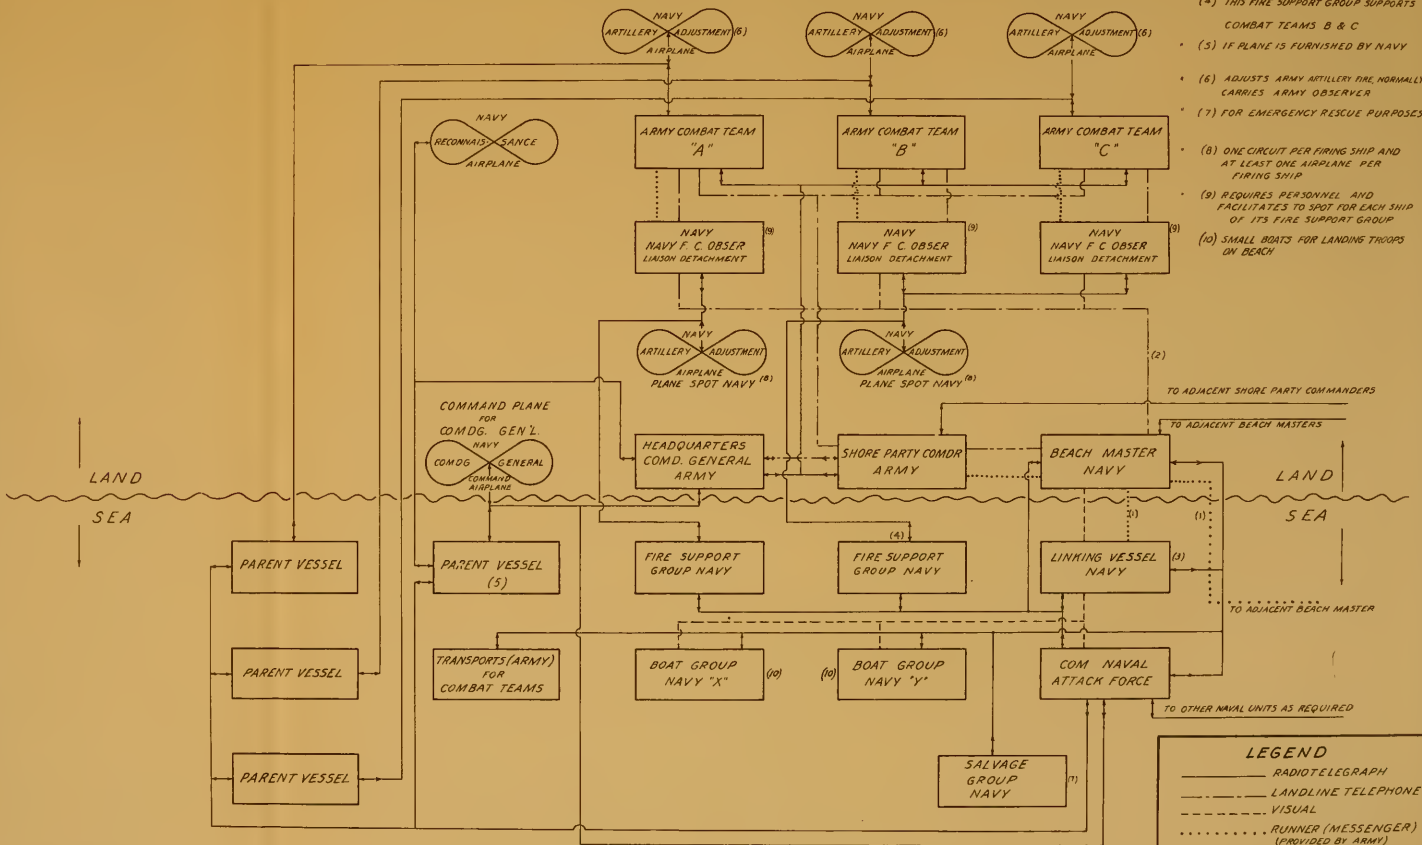 (4) THIS FIRE SUPPORT GROUP SUPPORTS
COMBAT TEAMS B & C
" (5) IF PLANE IS FURNISHED BY NAVY
" (6) ADJUSTS ARMY ARTILLERY FIRE, NORMALLY
CARRIES ARMY OBSERVER
" (7) FOR EMERGENCY RESCUE PURPOSES
" (8) ONE CIRCUIT PER FIRING SHIP AND
AT LEAST ONE AIRPLANE PER
FIRING SHIP
" (9) REQUIRES PERSONNEL AND
FACILITATES TO SPOT FOR EACH SHIP
OF ITS FIRE SUPPORT GROUP
(10) SMALL BOATS FOR LANDING TROOPS
ON BEACH
NAVY
ARTILLERY ADJUSTMENT (6)
AIRPLANE
NAVY
ARTILLERY ADJUSTMENT (6)
AIRPLANE
NAVY
ARTILLERY ADJUSTMENT (6)
AIRPLANE
NAVY
RECONNAIS- SANCE
AIRPLANE
ARMY COMBAT TEAM
"A"
ARMY COMBAT TEAM
"B"
ARMY COMBAT TEAM
"C"
NAVY
NAVY F. C. OBSER
LIAISON DETACHMENT
(9)
NAVY
NAVY F C. OBSER
LIAISON DETACHMENT
(9)
NAVY
NAVY F C OBSER
LIAISON DETACHMENT
(9)
NAVY
ARTILLERY ADJUSTMENT
AIRPLANE
PLANE SPOT NAVY (8)
NAVY
ARTILLERY ADJUSTMENT
AIRPLANE
PLANE SPOT NAVY (8)
(2)
TO ADJACENT SHORE PARTY COMMANDERS
TO ADJACENT BEACH MASTERS
COMMAND PLANE
FOR
COMDG. GEN'L.
NAVY
COMDG GENERAL
COMMAND
AIRPLANE
HEADQUARTERS
COMD. GENERAL
ARMY
SHORE PARTY COMDR
ARMY
BEACH MASTER
NAVY
LAND
SEA
LAND
SEA
(1)
(1)
PARENT VESSEL
PARENT VESSEL
(5)
FIRE SUPPORT
GROUP NAVY
(4)
FIRE SUPPORT
GROUP NAVY
LINKING VESSEL
NAVY
(3)
TO ADJACENT BEACH MASTER
PARENT VESSEL
TRANSPORTS (ARMY)
FOR
COMBAT TEAMS
BOAT GROUP
NAVY "X"
(10)
(10)
BOAT GROUP
NAVY "Y"
COM NAVAL
ATTACK FORCE
TO OTHER NAVAL UNITS AS REQUIRED
PARENT VESSEL
SALVAGE
GROUP
NAVY
(7)
LEGEND
RADIOTELEGRAPH
LANDLINE TELEPHONE
VISUAL
RUNNER (MESSENGER)
(PROVIDED BY ARMY)